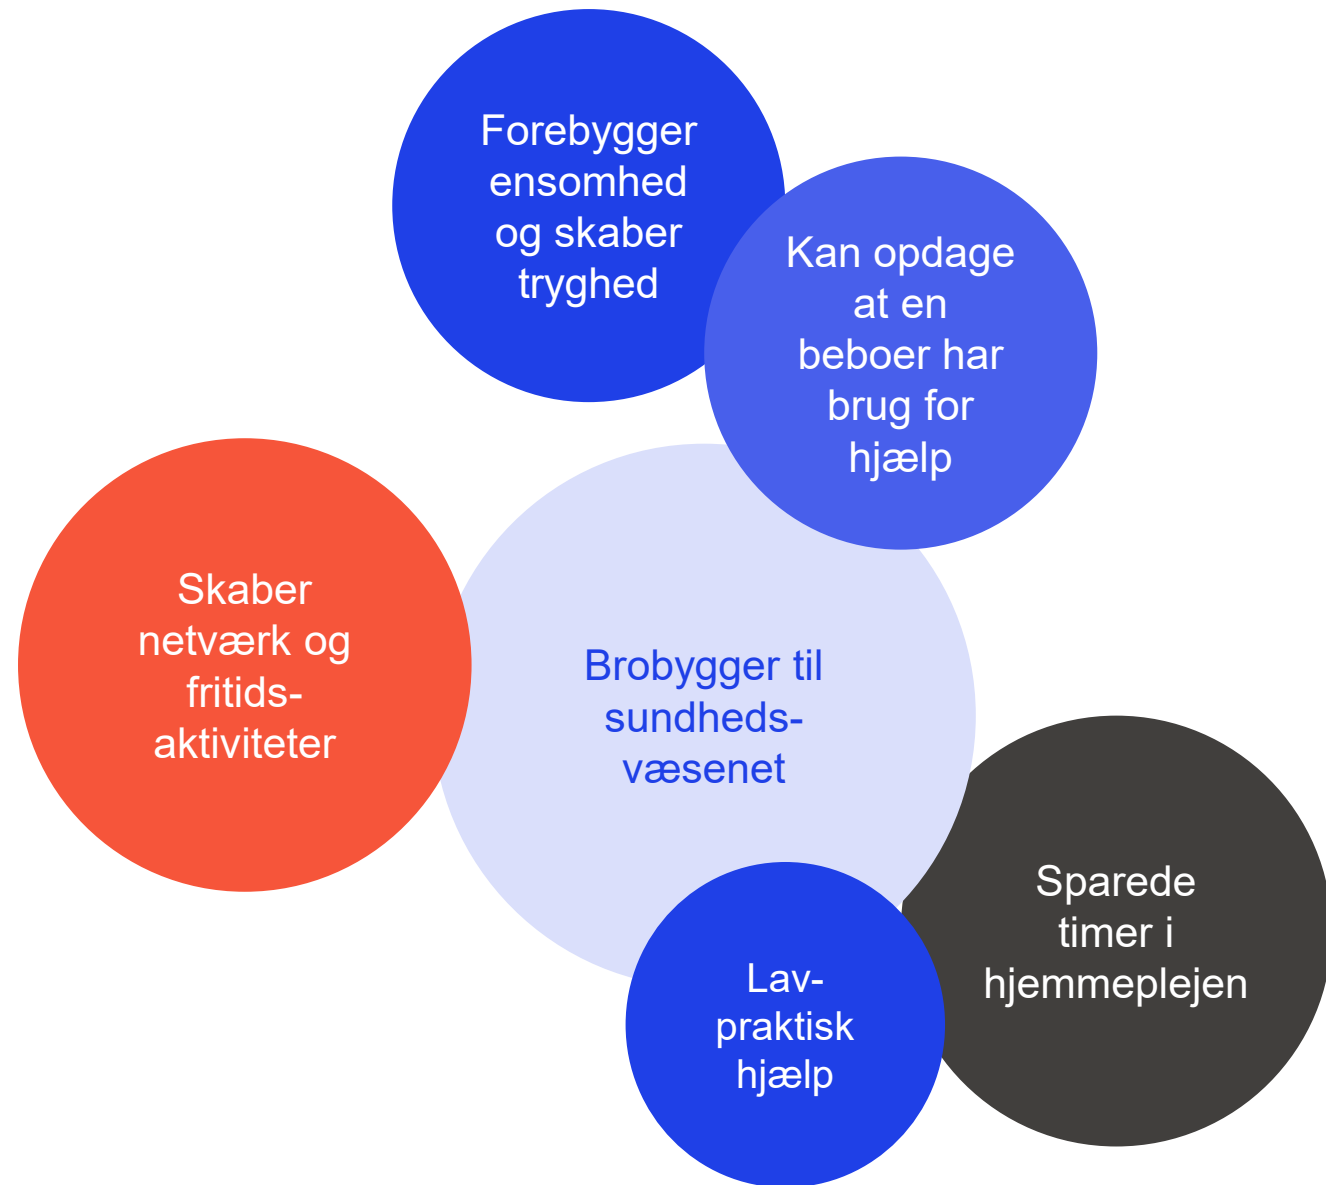 Forebygger
ensomhed
og skaber
tryghed
Kan opdage
at en
beboer har
brug for
hjælp
Skaber
netværk og
fritids-
aktiviteter
Brobygger til
sundheds-
væsenet
Sparede
timer i
hjemmeplejen
Lav-
praktisk
hjælp